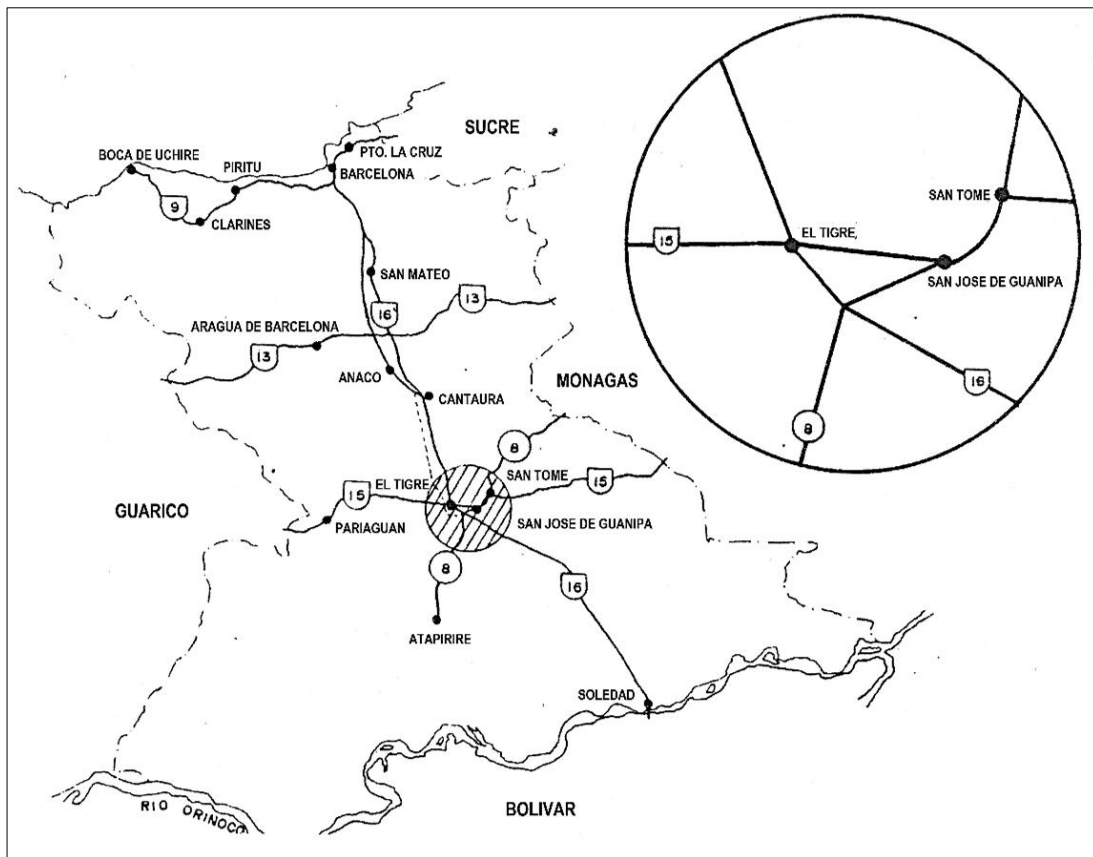 SUCRE
PTO. LA CRUZ
BOCA DE UCHIRE
PIRITU
BARCELONA
9
CLARINES
SAN MATEO
16
13
ARAGUA DE BARCELONA
13
ANACO
CANTAURA
MONAGAS
8
SAN TOME
EL TIGRE
15
15
GUARICO
PARIAGUAN
SAN JOSE DE GUANIPA
8
16
ATAPIRIRE
SOLEDAD
RIO ORINOCO
BOLIVAR
SAN TOME
15
EL TIGRE
SAN JOSE DE GUANIPA
16
8